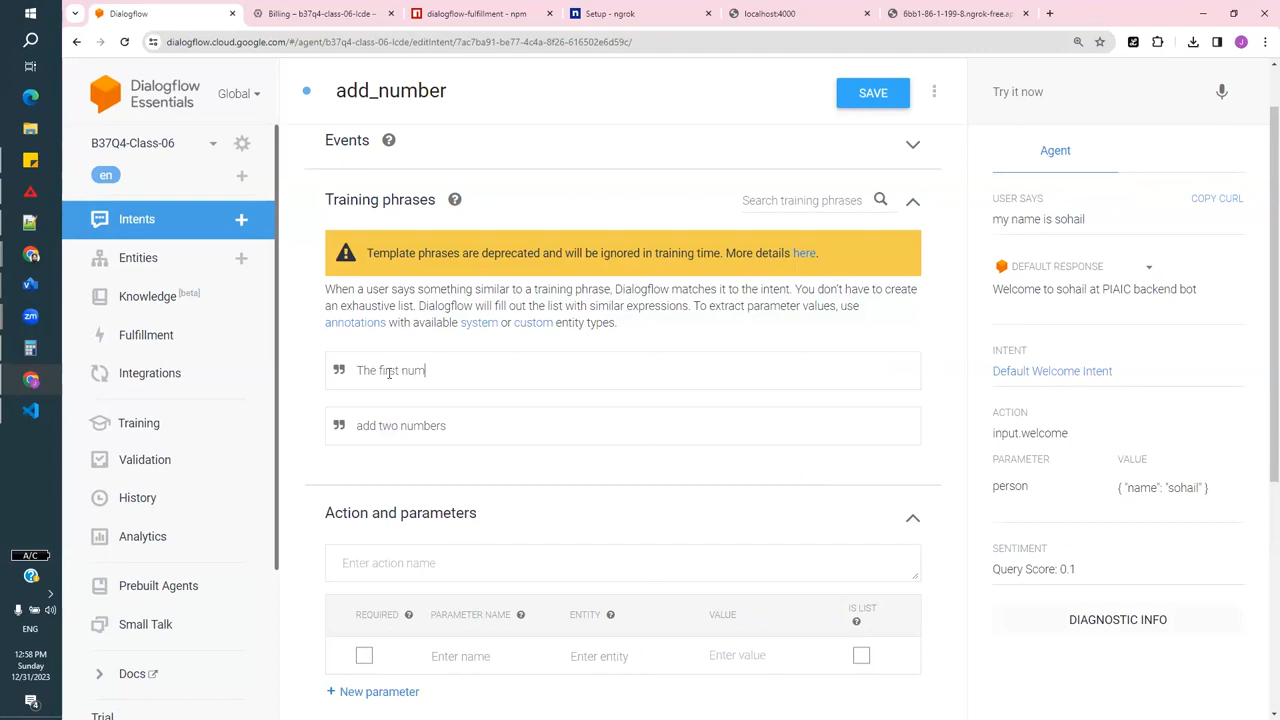 Dialogflow
Billing – b37q4-class-06-lcde
dialogflow-fulfillment - npm
Setup - ngrok
localhost:4000
6bb1-86-1-199-8.ngrok-free.ap
dialogflow.cloud.google.com/#/agent/b37q4-class-06-lcde/editIntent/7ac7ba91-be77-4c4a-8f26-616502e6d59c/
Dialogflow
Essentials
Global
B37Q4-Class-06
en
Intents
Entities
Knowledge [beta]
Fulfillment
Integrations
Training
Validation
History
Analytics
Prebuilt Agents
Small Talk
Docs
Trial
add_number
SAVE
Events
Training phrases
Search training phrases
Template phrases are deprecated and will be ignored in training time. More details here.
When a user says something similar to a training phrase, Dialogflow matches it to the intent. You don't have to create
an exhaustive list. Dialogflow will fill out the list with similar expressions. To extract parameter values, use
annotations with available system or custom entity types.
The first num
add two numbers
Action and parameters
Enter action name
REQUIRED PARAMETER NAME ENTITY VALUE IS LIST
Enter name Enter entity Enter value
+ New parameter
Try it now
Agent
USER SAYS COPY CURL
my name is sohail
DEFAULT RESPONSE
Welcome to sohail at PIAIC backend bot
INTENT
Default Welcome Intent
ACTION
input.welcome
PARAMETER VALUE
person { "name": "sohail" }
SENTIMENT
Query Score: 0.1
DIAGNOSTIC INFO
zm
A/C
ENG
12:58 PM
Sunday
12/31/2023
4